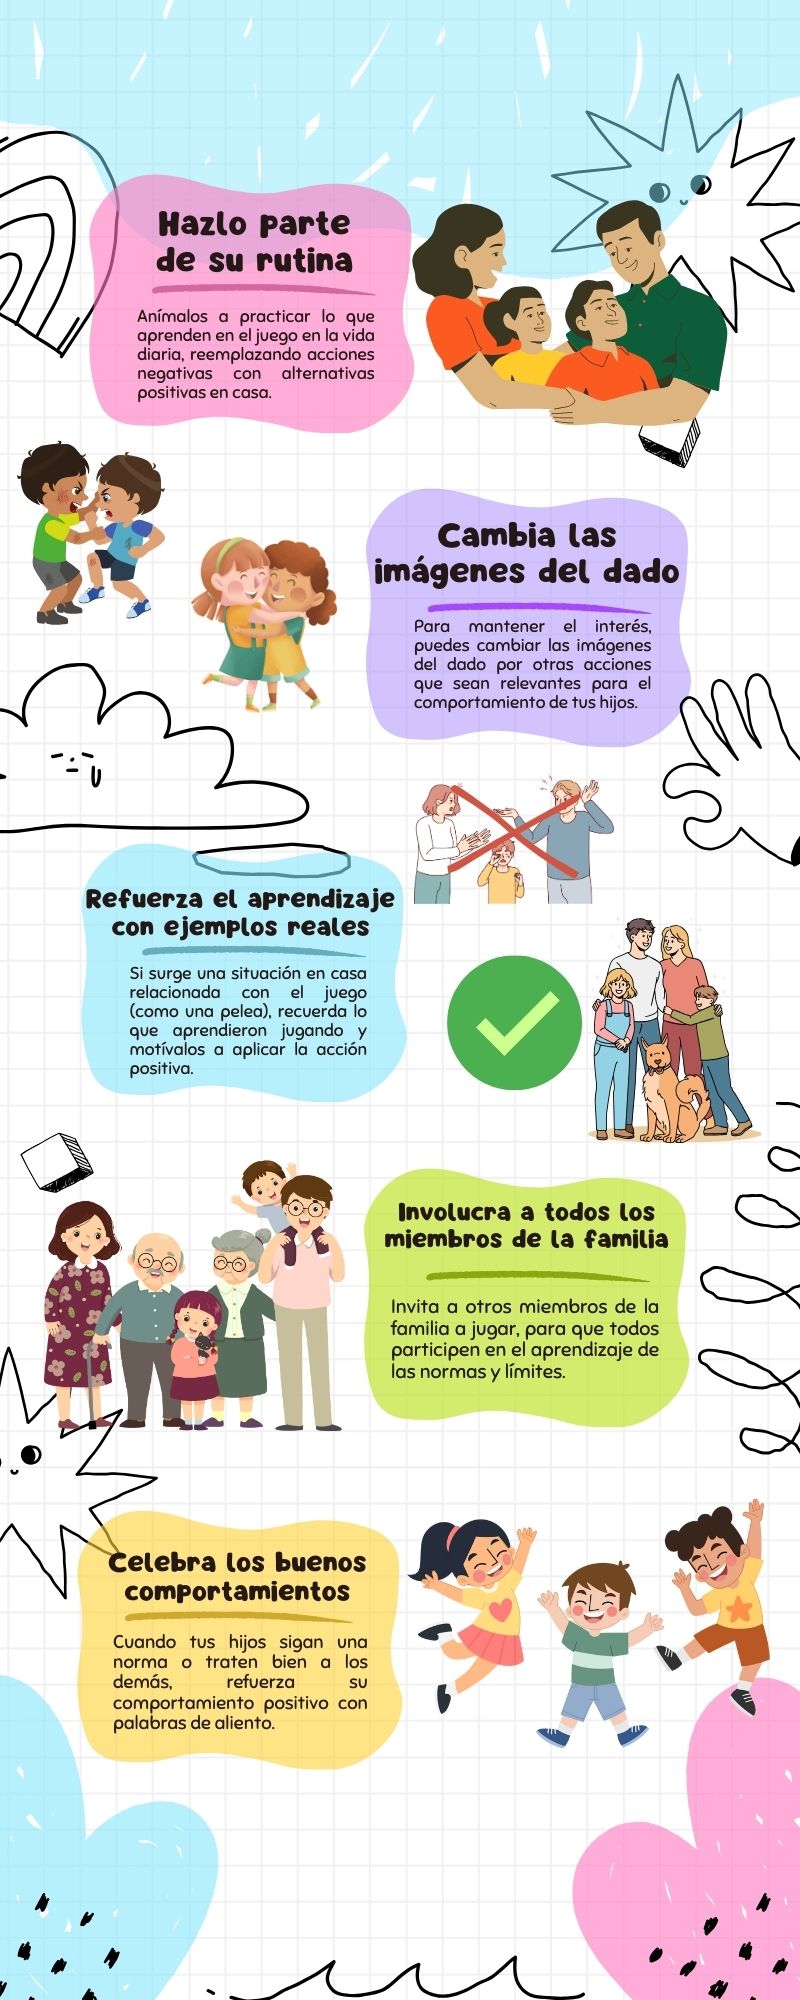 Hazlo parte
de su rutina
Anímalos a practicar lo que
aprenden en el juego en la vida
diaria, reemplazando acciones
negativas con alternativas
positivas en casa.
Cambia las
imágenes del dado
Para mantener el interés,
puedes cambiar las imágenes
del dado por otras acciones
que sean relevantes para el
comportamiento de tus hijos.
Refuerza el aprendizaje
con ejemplos reales
Si surge una situación en casa
relacionada con el juego
(como una pelea), recuerda lo
que aprendieron jugando y
motívalos a aplicar la acción
positiva.
Involucra a todos los
miembros de la familia
Invita a otros miembros de la
familia a jugar, para que todos
participen en el aprendizaje de
las normas y límites.
Celebra los buenos
comportamientos
Cuando tus hijos sigan una
norma o traten bien a los
demás, refuerza su
comportamiento positivo con
palabras de aliento.